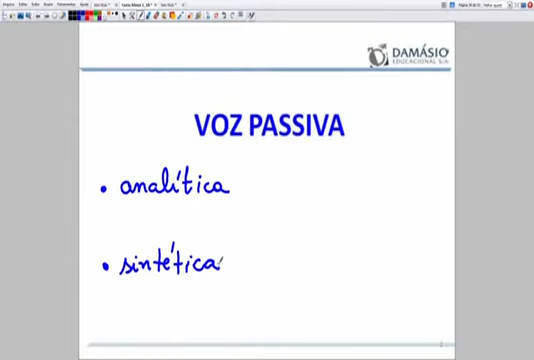 DAMÁSIO
EDUCACIONAL S/A
VOZ PASSIVA
• analítica
• sintética